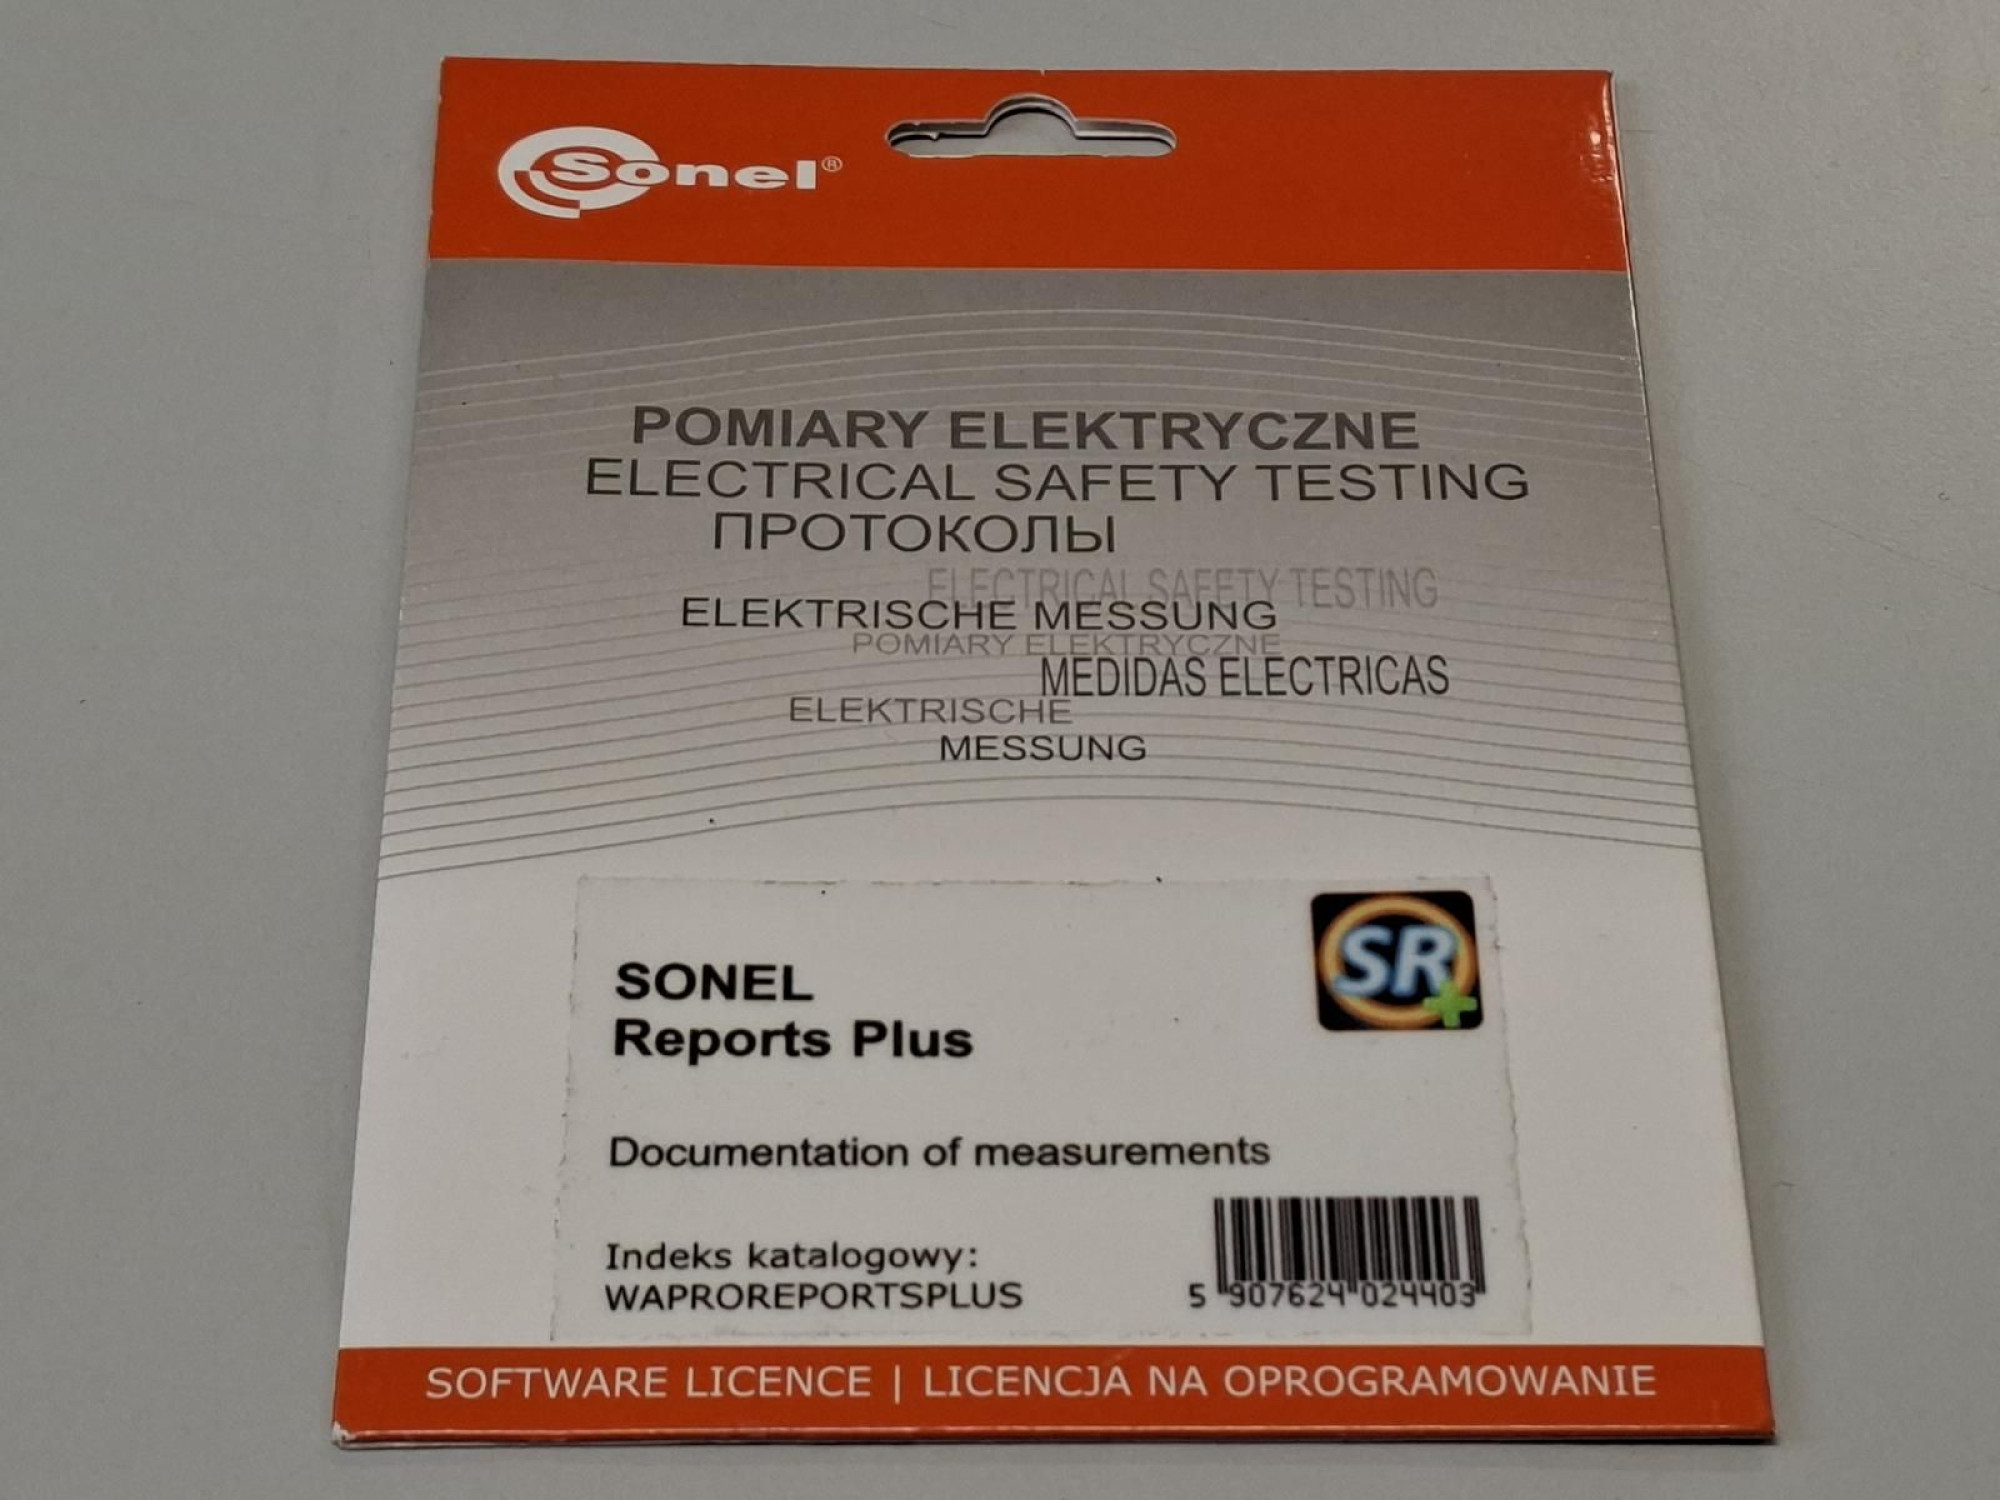 Sonel®
POMIARY ELEKTRYCZNE
ELECTRICAL SAFETY TESTING
ПРОТОКОЛЫ
ELECTRICAL SAFETY TESTING
ELEKTRISCHE MESSUNG
POMIARY ELEKTRYCZNE
MEDIDAS ELECTRICAS
ELEKTRISCHE
MESSUNG
SR+
SONEL
Reports Plus
Documentation of measurements
Indeks katalogowy:
WAPROREPORTSPLUS
5 907624 024403
SOFTWARE LICENCE | LICENCJA NA OPROGRAMOWANIE